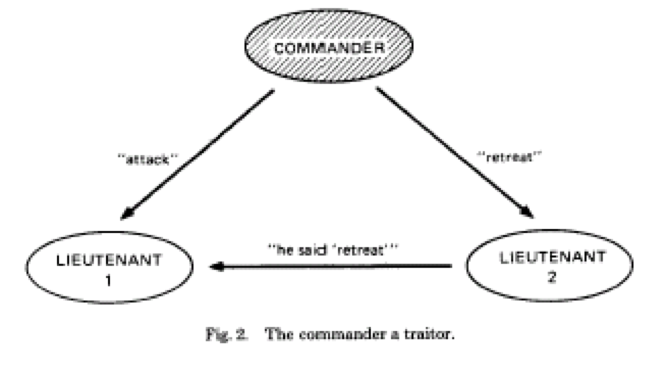 COMMANDER
"attack"
"retreat"
LIEUTENANT
1
"he said 'retreat'"
LIEUTENANT
2
Fig. 2. The commander a traitor.